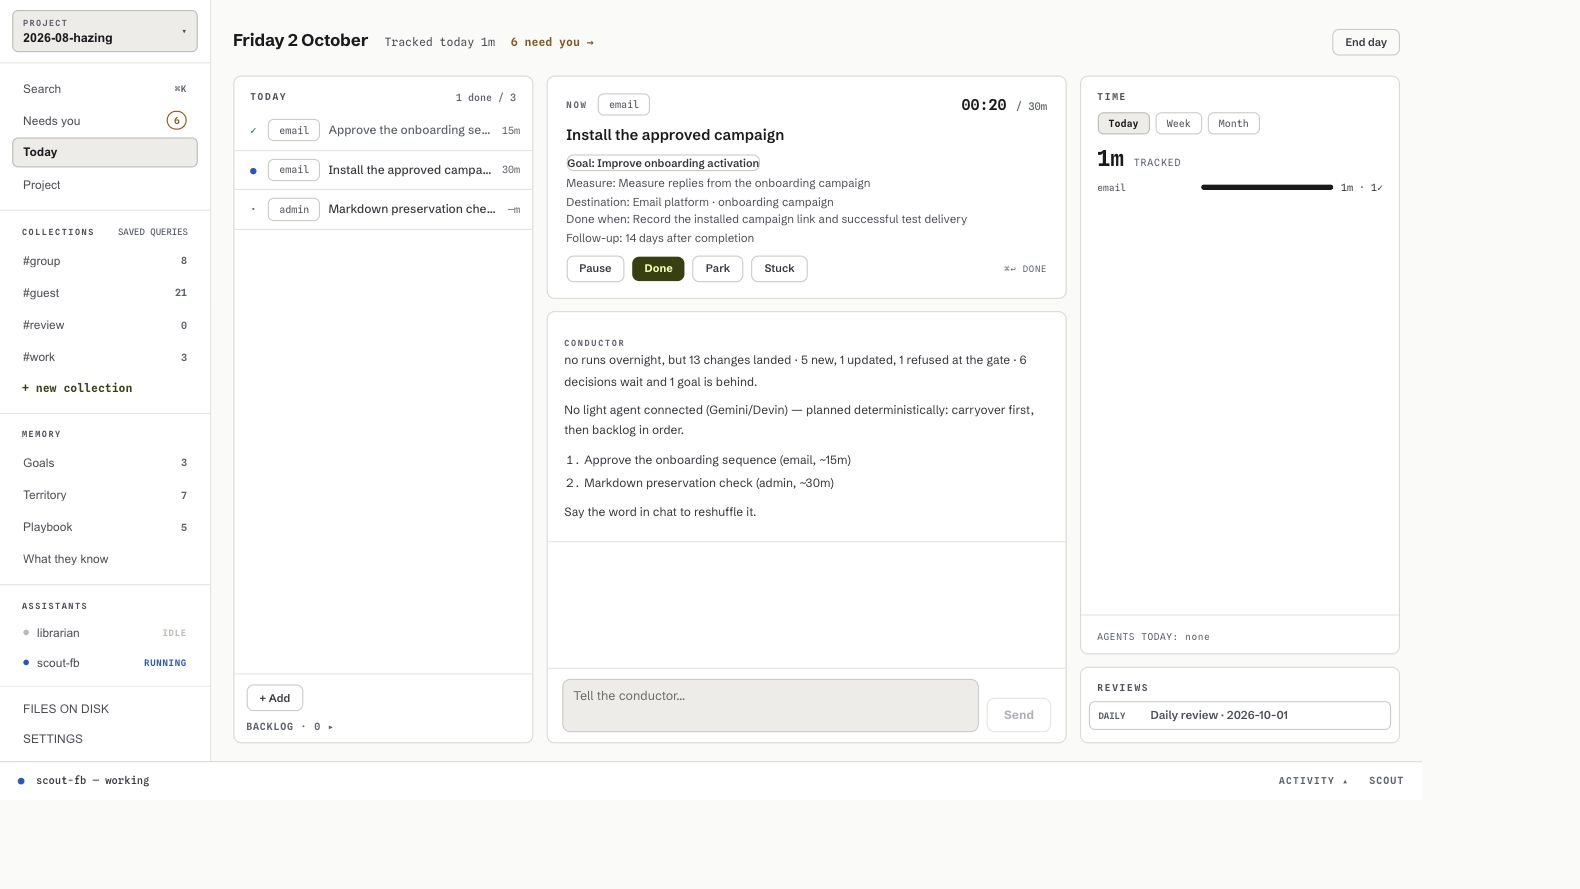 PROJECT
2026-08-hazing ▾
Search ⌘K
Needs you 6
Today
Project
COLLECTIONS SAVED QUERIES
#group 8
#guest 21
#review 0
#work 3
+ new collection
MEMORY
Goals 3
Territory 7
Playbook 5
What they know
ASSISTANTS
librarian IDLE
scout-fb RUNNING
FILES ON DISK
SETTINGS
Friday 2 October Tracked today 1m 6 need you →
End day
TODAY 1 done / 3
✓ email Approve the onboarding se… 15m
● email Install the approved campa… 30m
· admin Markdown preservation che… —m
+ Add
BACKLOG · 0 ▸
NOW email 00:20 / 30m
Install the approved campaign
Goal: Improve onboarding activation
Measure: Measure replies from the onboarding campaign
Destination: Email platform · onboarding campaign
Done when: Record the installed campaign link and successful test delivery
Follow-up: 14 days after completion
Pause Done Park Stuck ⌘↩ DONE
CONDUCTOR
no runs overnight, but 13 changes landed · 5 new, 1 updated, 1 refused at the gate · 6
decisions wait and 1 goal is behind.
No light agent connected (Gemini/Devin) — planned deterministically: carryover first,
then backlog in order.
1. Approve the onboarding sequence (email, ~15m)
2. Markdown preservation check (admin, ~30m)
Say the word in chat to reshuffle it.
Tell the conductor…
Send
TIME
Today Week Month
1m TRACKED
email 1m · 1✓
AGENTS TODAY: none
REVIEWS
DAILY Daily review · 2026-10-01
● scout-fb — working
ACTIVITY ▴ SCOUT